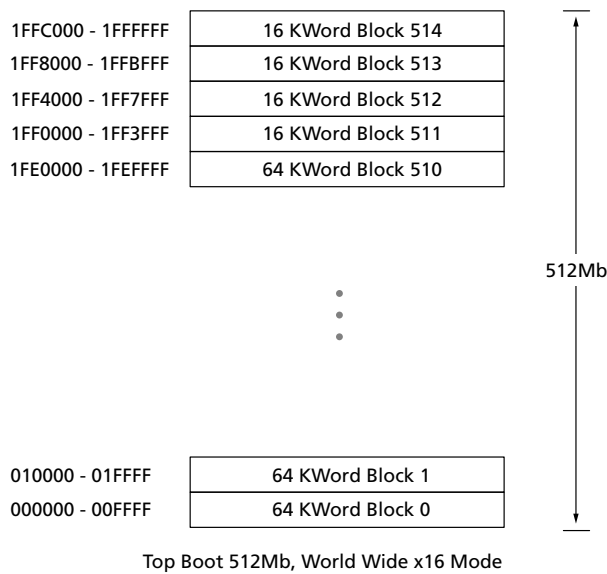 1FFC000 - 1FFFFFF 16 KWord Block 514
1FF8000 - 1FFBFFF 16 KWord Block 513
1FF4000 - 1FF7FFF 16 KWord Block 512
1FF0000 - 1FF3FFF 16 KWord Block 511
1FE0000 - 1FEFFFF 64 KWord Block 510
512Mb
010000 - 01FFFF 64 KWord Block 1
000000 - 00FFFF 64 KWord Block 0
Top Boot 512Mb, World Wide x16 Mode